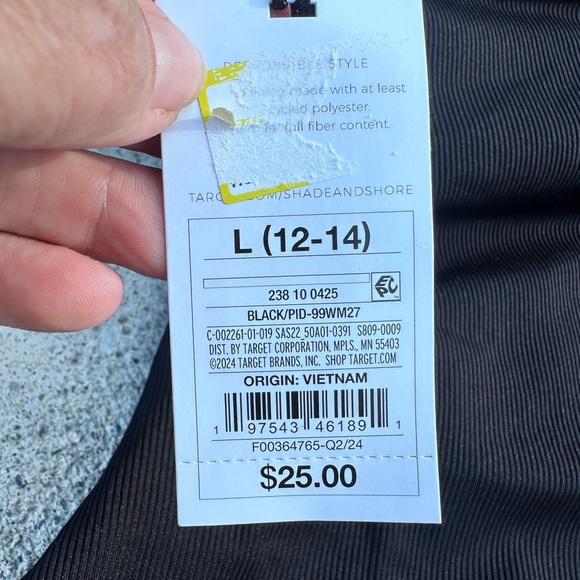 STYLE
made with at least
polyester.
full fiber content.
/SHADEANDSHORE
L (12-14)
238 10 0425
EPC
BLACK/PID-99WM27
C-002261-01-019 SAS22 50A01-0391 S809-0009
DIST. BY TARGET CORPORATION, MPLS., MN 55403
©2024 TARGET BRANDS, INC. SHOP TARGET.COM
ORIGIN: VIETNAM
1 97543 46189 1
F00364765-Q2/24
$25.00